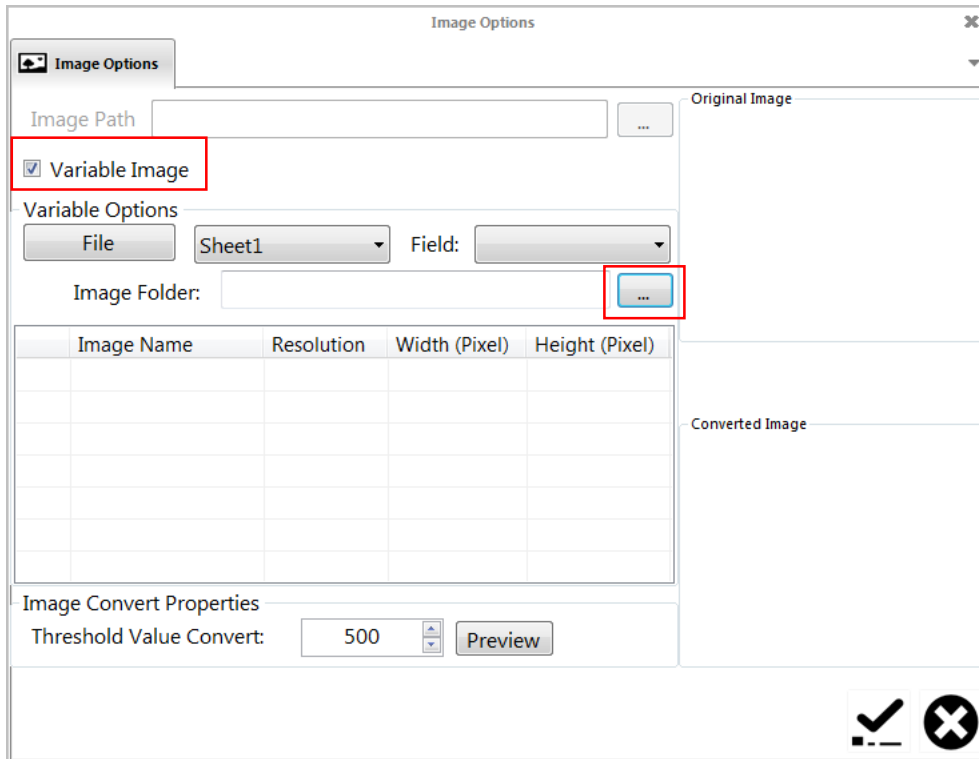 Image Options
Image Options
Image Path ...
Original Image
Variable Image
Variable Options
File Sheet1 Field:
Image Folder: ...
Image Name Resolution Width (Pixel) Height (Pixel)
Converted Image
Image Convert Properties
Threshold Value Convert: 500 Preview